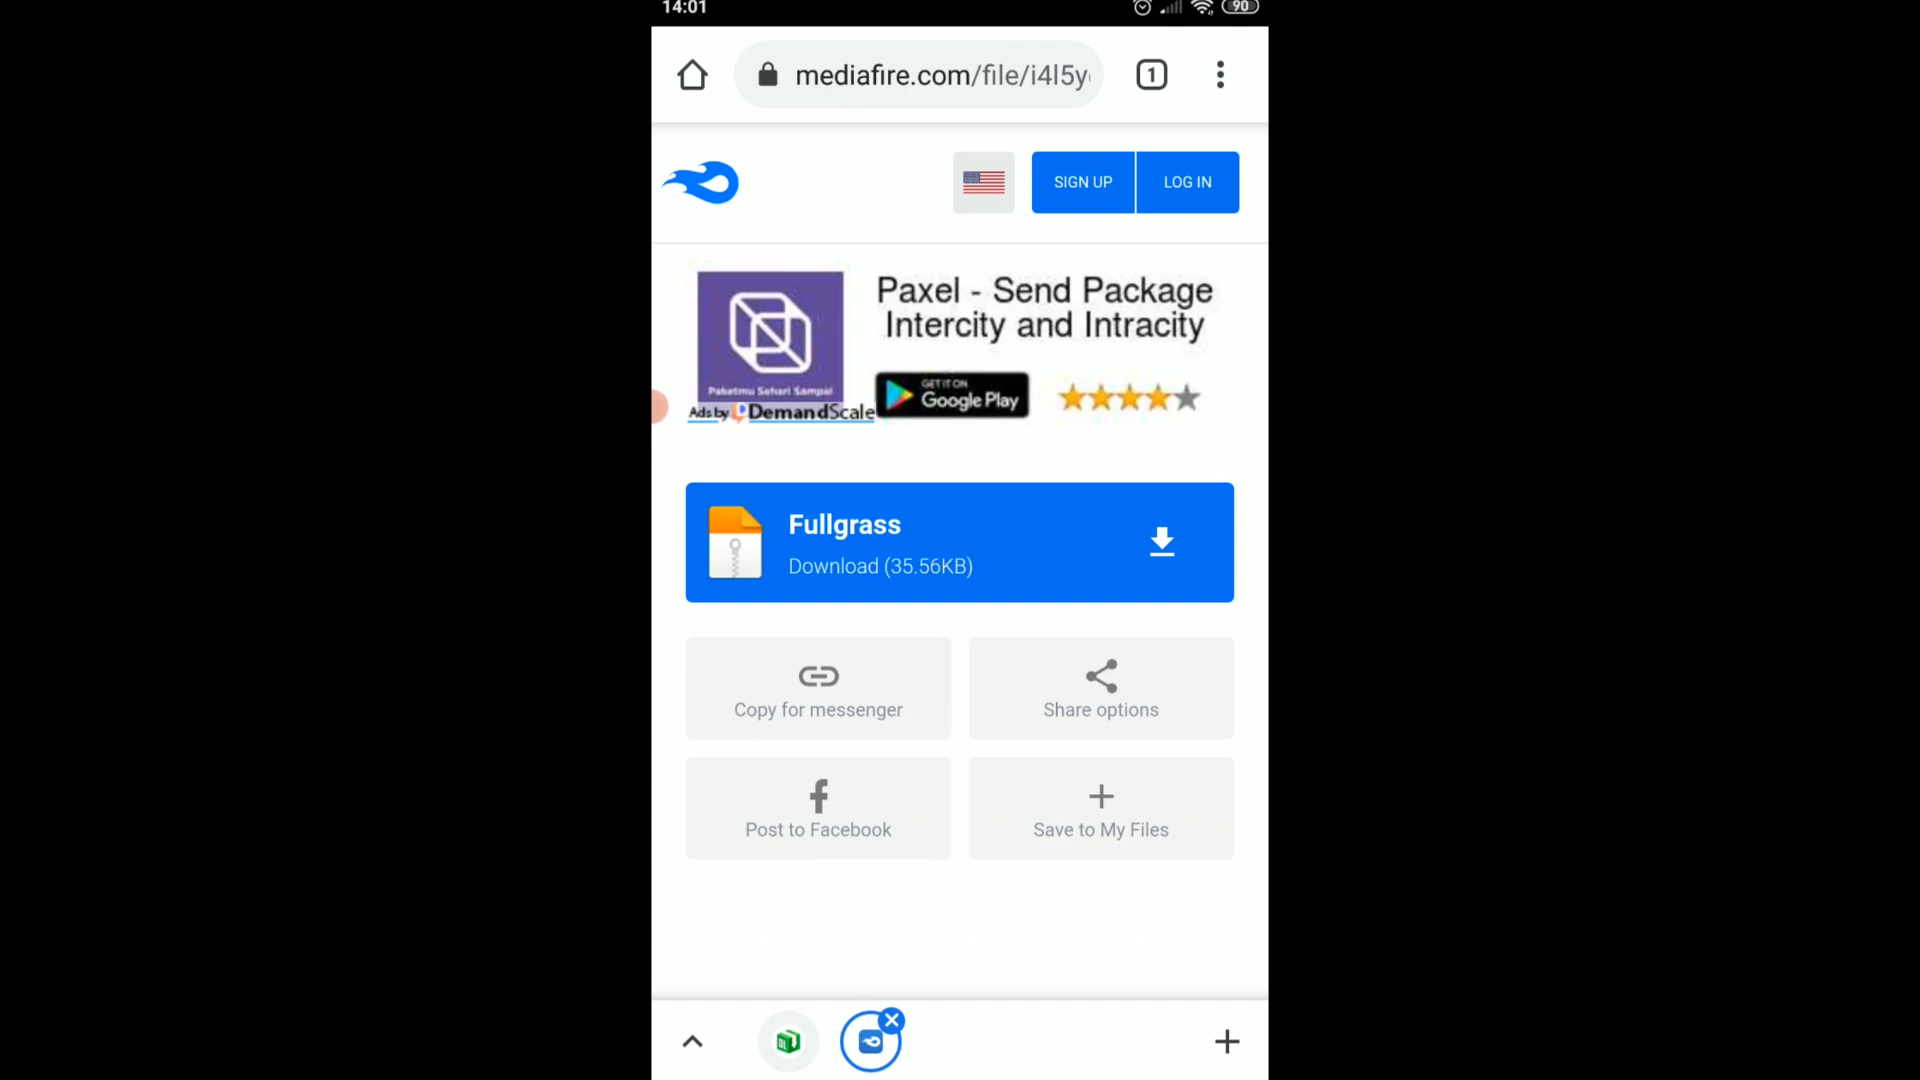 14:01
90
mediafire.com/file/i4l5y
1
SIGN UP
LOG IN
Paxel - Send Package
Intercity and Intracity
Paketmu Sehari Sampai
GET IT ON
Google Play
Ads by DemandScale
Fullgrass
Download (35.56KB)
Copy for messenger
Share options
Post to Facebook
Save to My Files